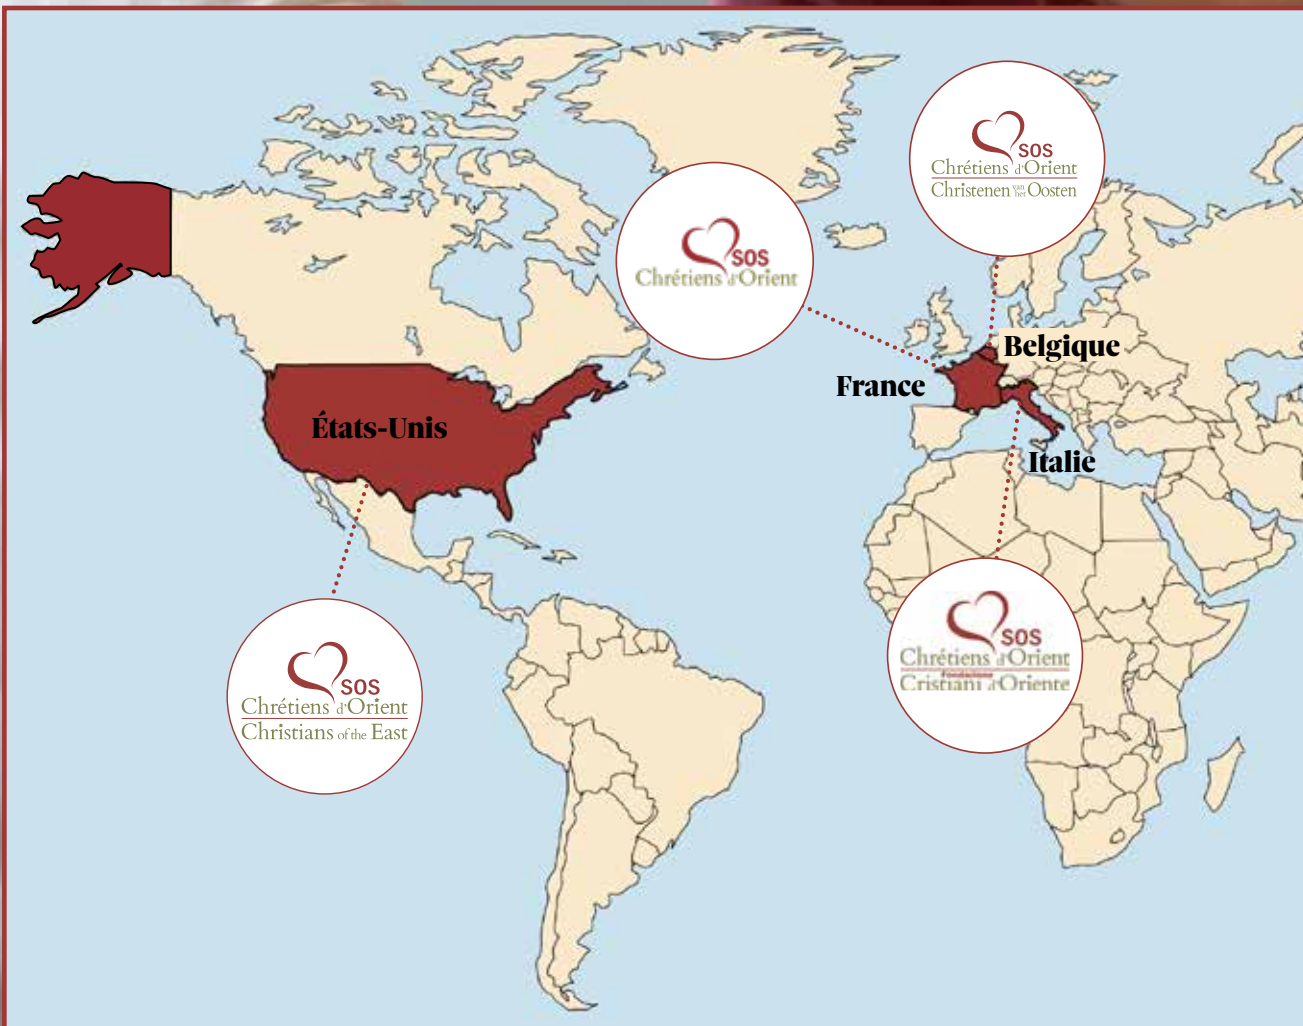 SOS
Chrétiens d'Orient
Christenen van het Oosten
SOS
Chrétiens d'Orient
Belgique
France
États-Unis
Italie
SOS
Chrétiens d'Orient
Fondazione
Cristiani d'Oriente
SOS
Chrétiens d'Orient
Christians of the East